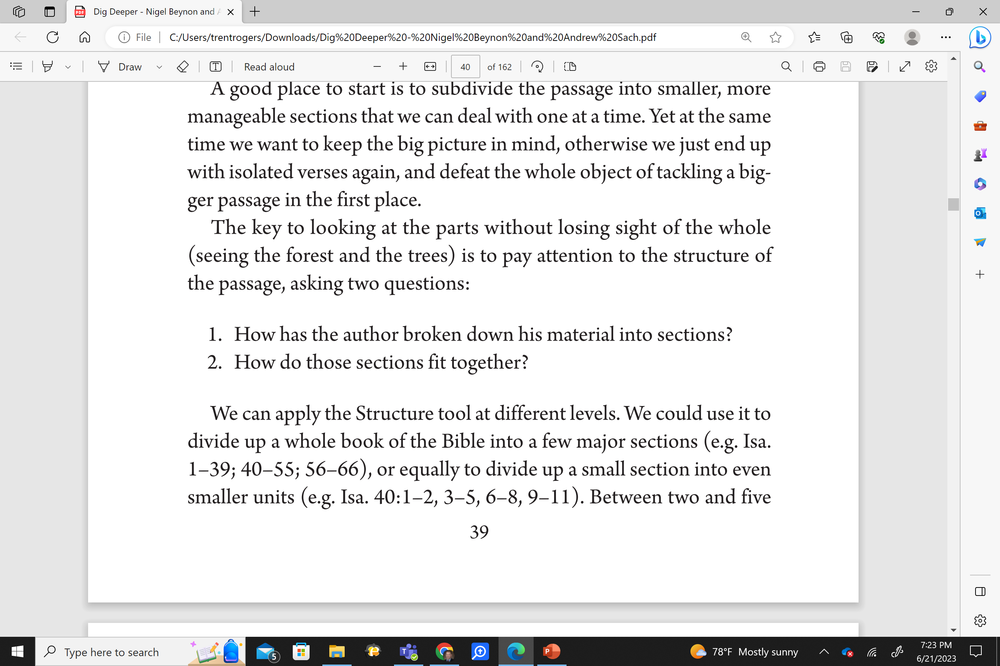 Dig Deeper - Nigel Beynon and A
File
C:/Users/trentrogers/Downloads/Dig%20Deeper%20-%20Nigel%20Beynon%20and%20Andrew%20Sach.pdf
Draw
Read aloud
40
of 162
A good place to start is to subdivide the passage into smaller, more
manageable sections that we can deal with one at a time. Yet at the same
time we want to keep the big picture in mind, otherwise we just end up
with isolated verses again, and defeat the whole object of tackling a big-
ger passage in the first place.
The key to looking at the parts without losing sight of the whole
(seeing the forest and the trees) is to pay attention to the structure of
the passage, asking two questions:
1. How has the author broken down his material into sections?
2. How do those sections fit together?
We can apply the Structure tool at different levels. We could use it to
divide up a whole book of the Bible into a few major sections (e.g. Isa.
1–39; 40–55; 56–66), or equally to divide up a small section into even
smaller units (e.g. Isa. 40:1–2, 3–5, 6–8, 9–11). Between two and five
39
Type here to search
5
78°F Mostly sunny
7:23 PM
6/21/2023